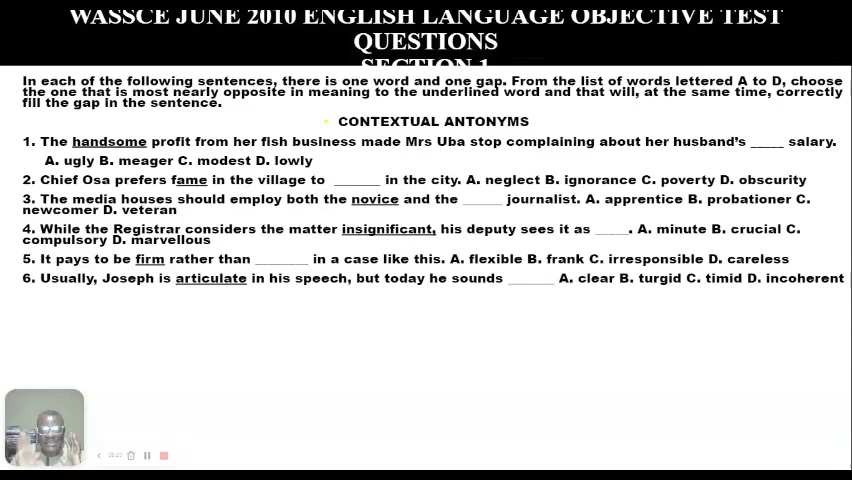 WASSCE JUNE 2010 ENGLISH LANGUAGE OBJECTIVE TEST
QUESTIONS
SECTION 1
In each of the following sentences, there is one word and one gap. From the list of words lettered A to D, choose
the one that is most nearly opposite in meaning to the underlined word and that will, at the same time, correctly
fill the gap in the sentence.
CONTEXTUAL ANTONYMS
1. The handsome profit from her fish business made Mrs Uba stop complaining about her husband's _____ salary.
A. ugly B. meager C. modest D. lowly
2. Chief Osa prefers fame in the village to _______ in the city. A. neglect B. ignorance C. poverty D. obscurity
3. The media houses should employ both the novice and the ______ journalist. A. apprentice B. probationer C.
newcomer D. veteran
4. While the Registrar considers the matter insignificant, his deputy sees it as _____. A. minute B. crucial C.
compulsory D. marvellous
5. It pays to be firm rather than ________ in a case like this. A. flexible B. frank C. irresponsible D. careless
6. Usually, Joseph is articulate in his speech, but today he sounds _______ A. clear B. turgid C. timid D. incoherent